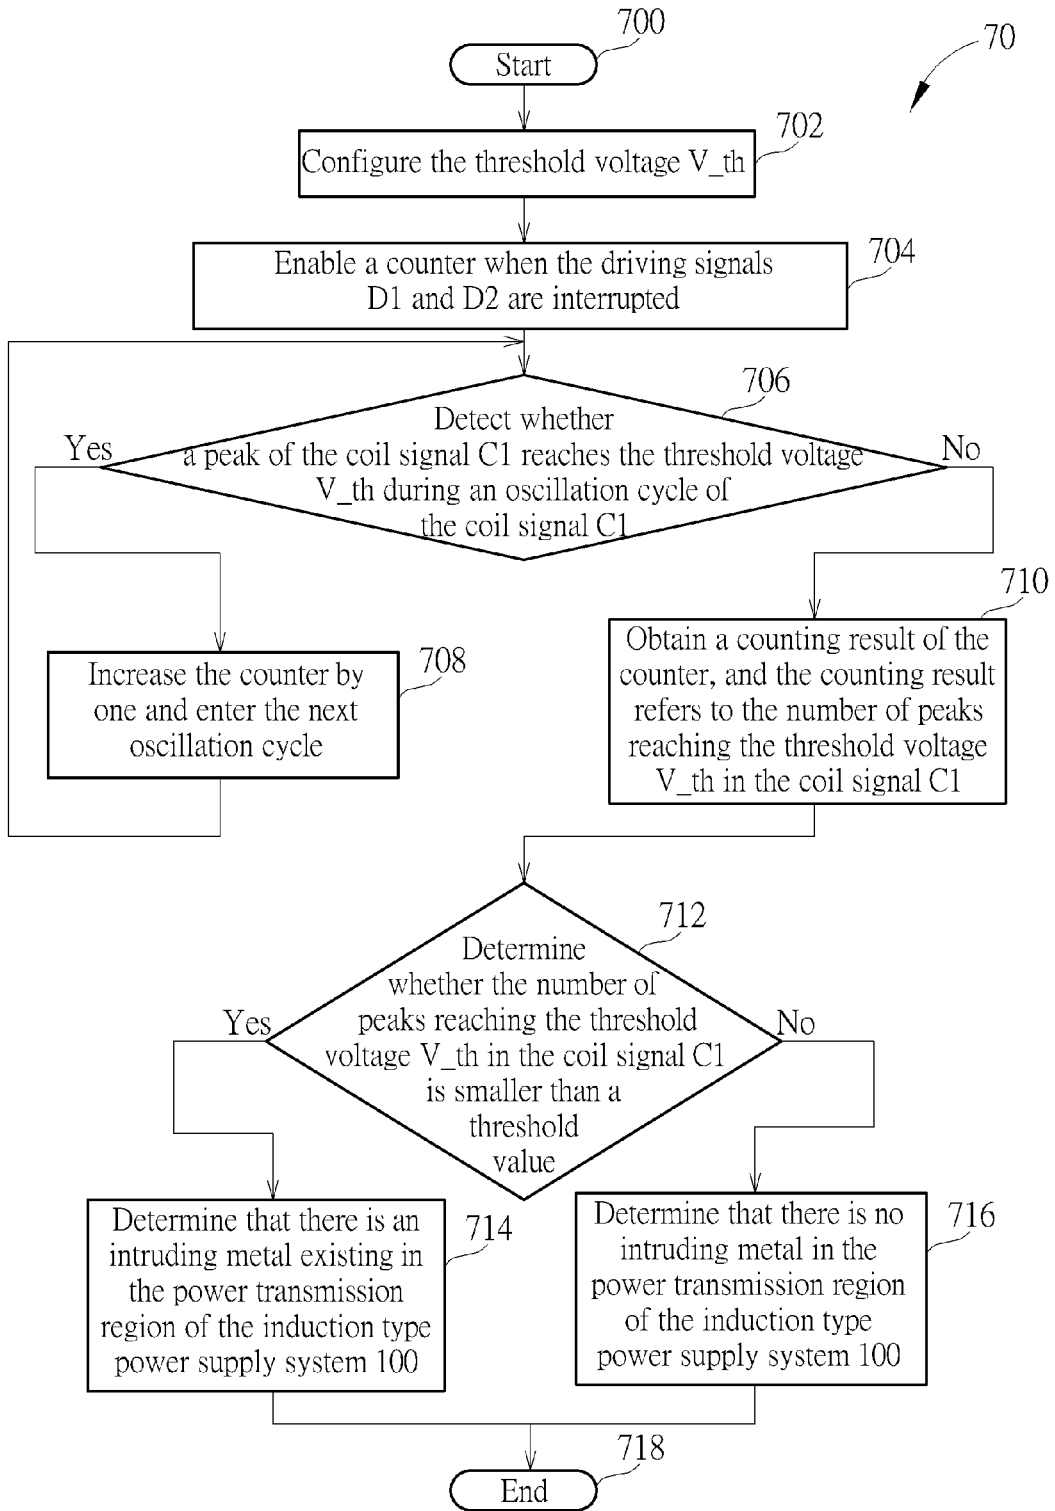 700
70
Start
702
Configure the threshold voltage V_th
704
Enable a counter when the driving signals
D1 and D2 are interrupted
706
Detect whether
a peak of the coil signal C1 reaches the threshold voltage
V_th during an oscillation cycle of
the coil signal C1
Yes
No
710
Obtain a counting result of the
counter, and the counting result
refers to the number of peaks
reaching the threshold voltage
V_th in the coil signal C1
708
Increase the counter by
one and enter the next
oscillation cycle
712
Determine
whether the number of
peaks reaching the threshold
voltage V_th in the coil signal C1
is smaller than a
threshold
value
Yes
No
714
Determine that there is an
intruding metal existing in
the power transmission
region of the induction type
power supply system 100
716
Determine that there is no
intruding metal in the
power transmission region
of the induction type
power supply system 100
718
End